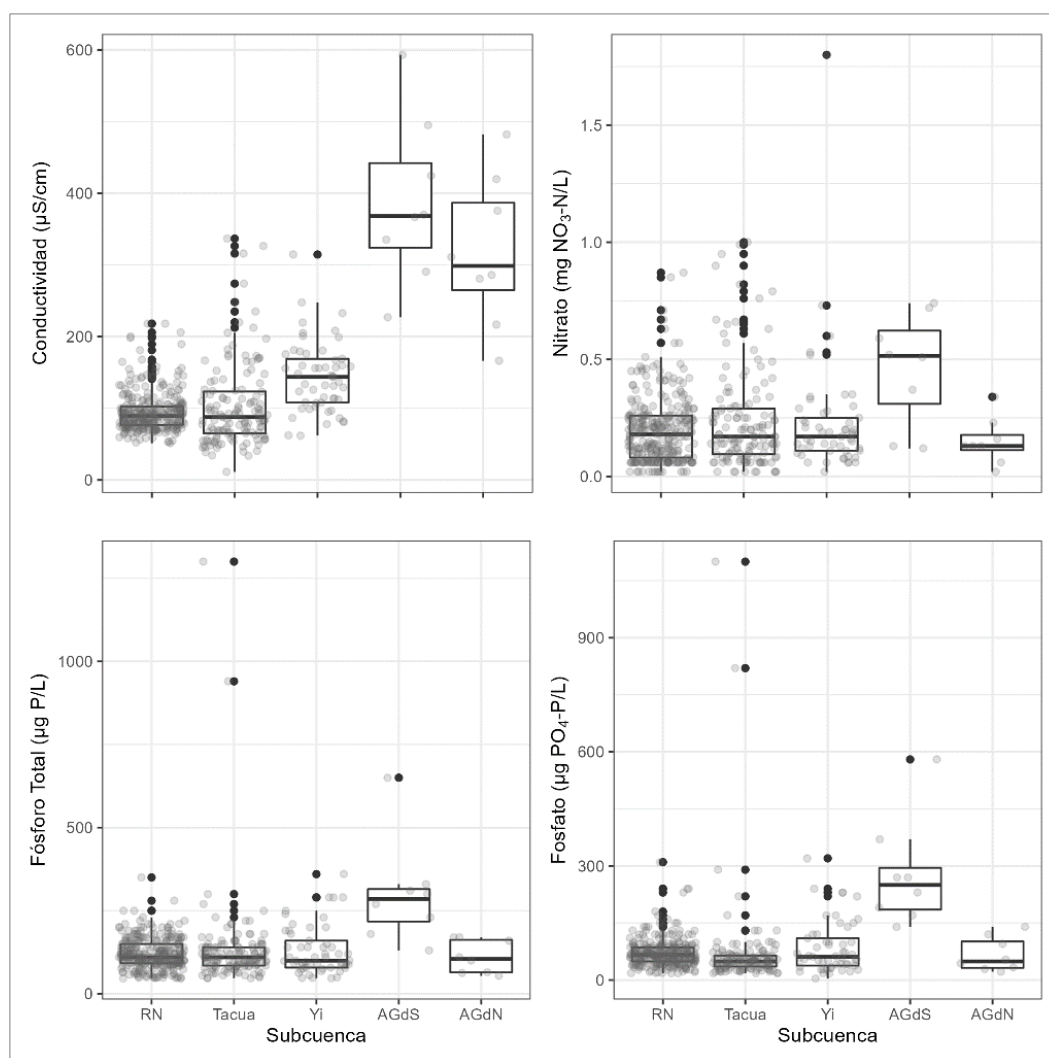 Conductividad (µS/cm)
600
400
200
0
Nitrato (mg NO₃-N/L)
1.5
1.0
0.5
0.0
Fósforo Total (µg P/L)
1000
500
0
RN Tacua Yi AGdS AGdN
Subcuenca
Fosfato (µg PO₄-P/L)
900
600
300
0
RN Tacua Yi AGdS AGdN
Subcuenca